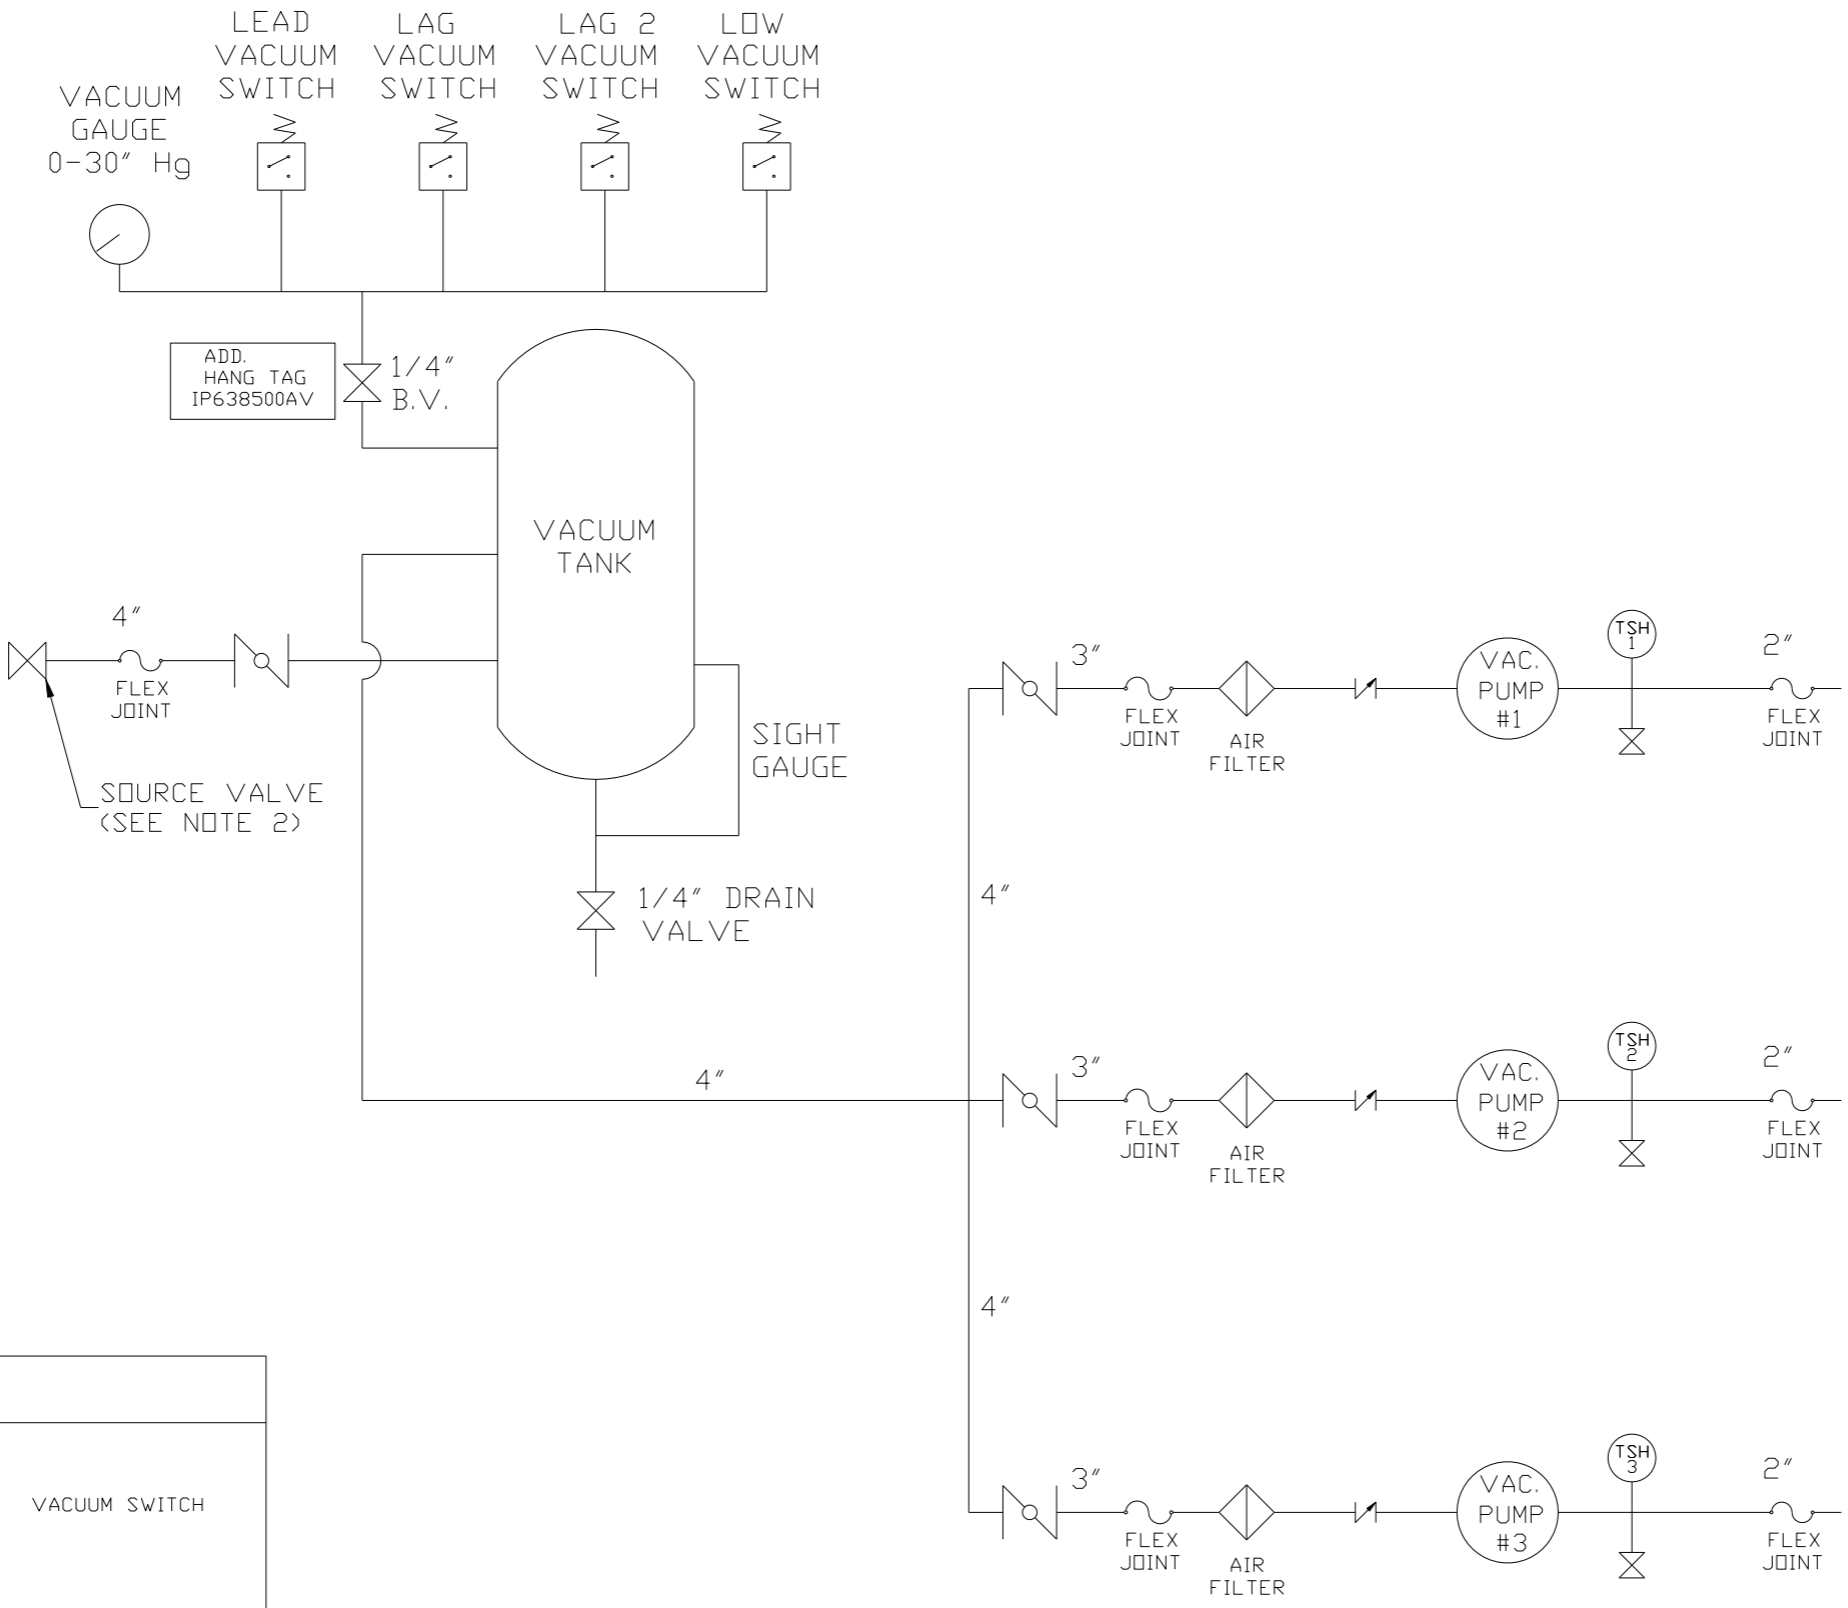 LEAD
VACUUM
SWITCH
LAG
VACUUM
SWITCH
LAG 2
VACUUM
SWITCH
LOW
VACUUM
SWITCH
VACUUM
GAUGE
0-30" Hg
ADD.
HANG TAG
IP638500AV
1/4"
B.V.
VACUUM
TANK
4"
FLEX
JOINT
SOURCE VALVE
(SEE NOTE 2)
SIGHT
GAUGE
1/4" DRAIN
VALVE
4"
4"
4"
3"
FLEX
JOINT
AIR
FILTER
VAC.
PUMP
#1
TSH
1
2"
FLEX
JOINT
3"
FLEX
JOINT
AIR
FILTER
VAC.
PUMP
#2
TSH
2
2"
FLEX
JOINT
3"
FLEX
JOINT
AIR
FILTER
VAC.
PUMP
#3
TSH
3
2"
FLEX
JOINT
VACUUM SWITCH